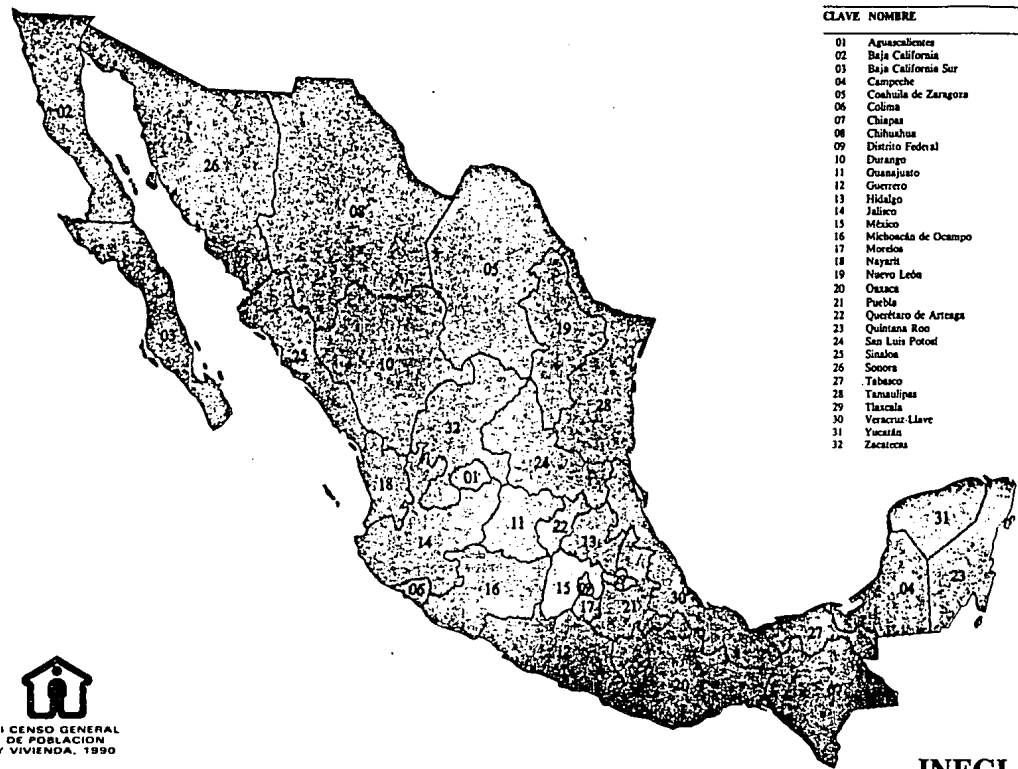 CLAVE NOMBRE
01 Aguascalientes
02 Baja California
03 Baja California Sur
04 Campeche
05 Coahuila de Zaragoza
06 Colima
07 Chiapas
08 Chihuahua
09 Distrito Federal
10 Durango
11 Guanajuato
12 Guerrero
13 Hidalgo
14 Jalisco
15 México
16 Michoacán de Ocampo
17 Morelos
18 Nayarit
19 Nuevo León
20 Oaxaca
21 Puebla
22 Querétaro de Arteaga
23 Quintana Roo
24 San Luis Potosí
25 Sinaloa
26 Sonora
27 Tabasco
28 Tamaulipas
29 Tlaxcala
30 Veracruz-Llave
31 Yucatán
32 Zacatecas
02
26
08
05
03
25
10
19
28
32
24
18
01
11
22
31
14
13
06
16
15
09
17
21
30
04
23
27
20
07
I CENSO GENERAL
DE POBLACION
Y VIVIENDA, 1990
INEGI